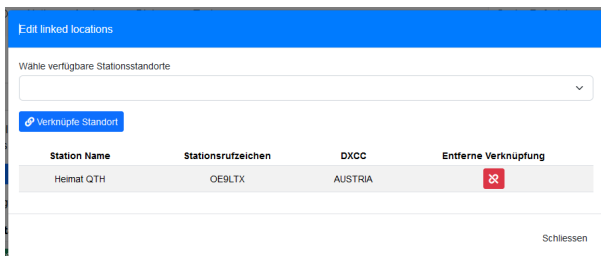 Edit linked locations
Wähle verfügbare Stationsstandorte
Verknüpfe Standort
Station Name Stationsrufzeichen DXCC Entferne Verknüpfung
Heimat QTH OE9LTX AUSTRIA
Schliessen